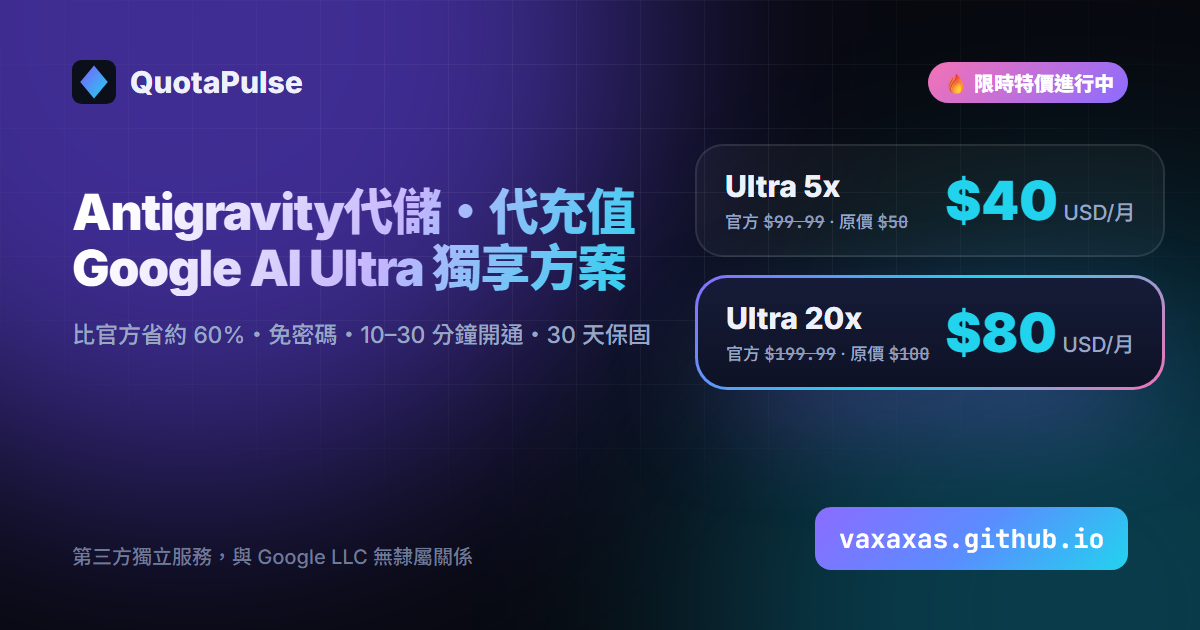 QuotaPulse
🔥 限時特價進行中
Antigravity代儲・代充值
Google AI Ultra 獨享方案
比官方省約 60%・免密碼・10–30 分鐘開通・30 天保固
Ultra 5x
官方 $99.99 · 原價 $50
$40 USD/月
Ultra 20x
官方 $199.99 · 原價 $100
$80 USD/月
第三方獨立服務，與 Google LLC 無隸屬關係
vaxaxas.github.io